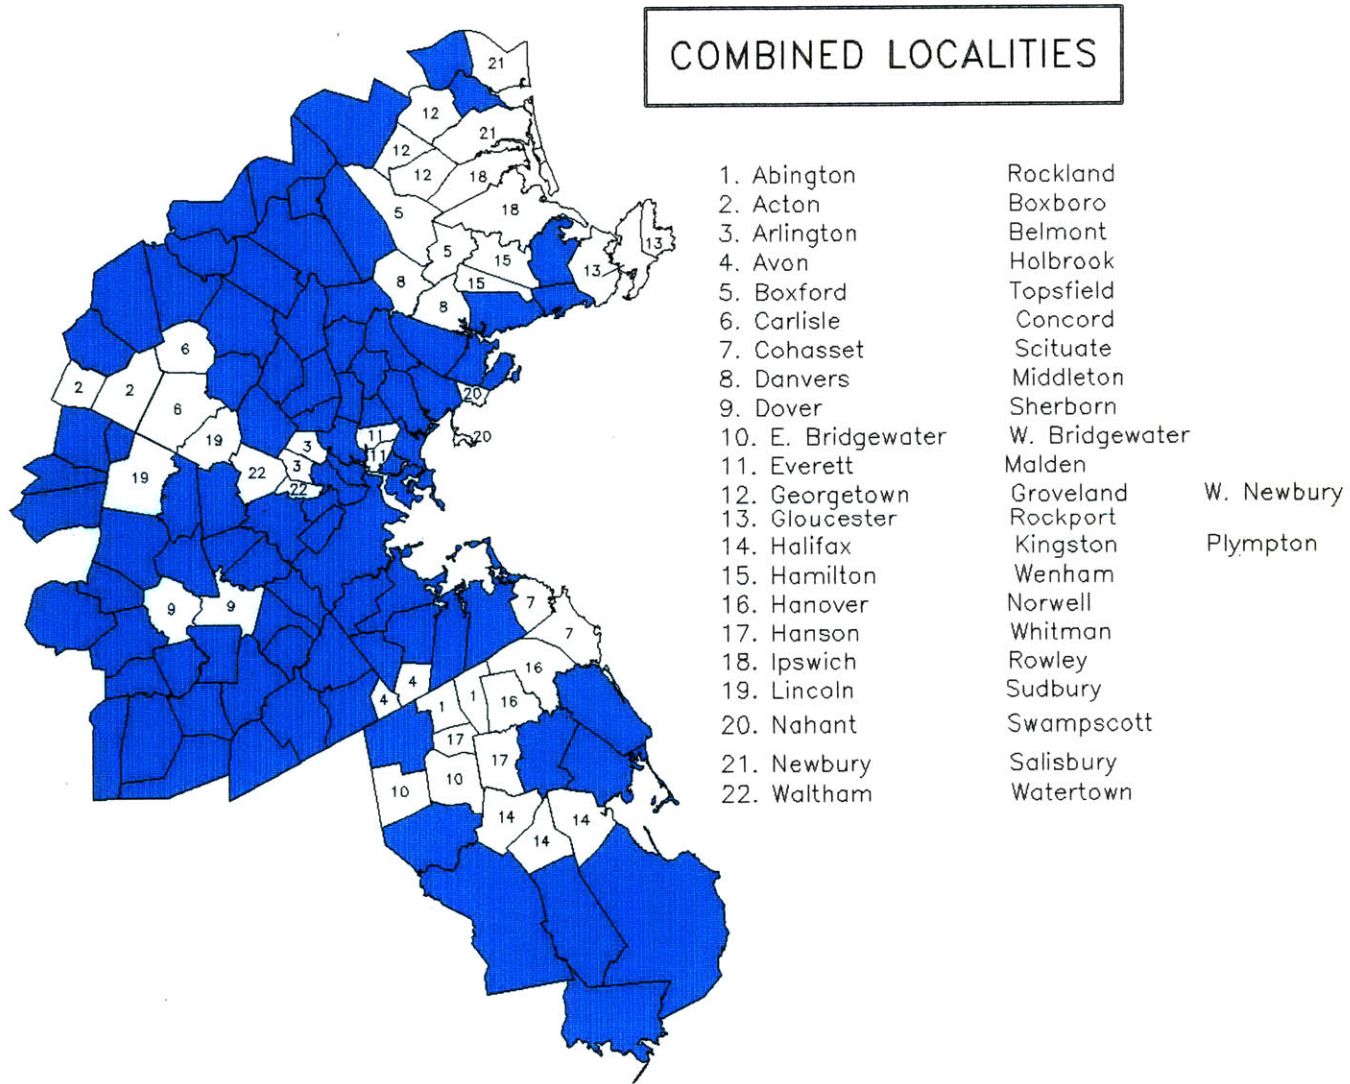 COMBINED LOCALITIES
1. Abington Rockland
2. Acton Boxboro
3. Arlington Belmont
4. Avon Holbrook
5. Boxford Topsfield
6. Carlisle Concord
7. Cohasset Scituate
8. Danvers Middleton
9. Dover Sherborn
10. E. Bridgewater W. Bridgewater
11. Everett Malden
12. Georgetown Groveland W. Newbury
13. Gloucester Rockport
14. Halifax Kingston Plympton
15. Hamilton Wenham
16. Hanover Norwell
17. Hanson Whitman
18. Ipswich Rowley
19. Lincoln Sudbury
20. Nahant Swampscott
21. Newbury Salisbury
22. Waltham Watertown
21
12
21
12
12
18
5
18
13
5
15
13
8
15
8
6
2
2
20
6
19
11
20
3
11
3
22
19
22
9
9
7
7
16
4
4
1
1
16
17
17
10
10
14
14
14